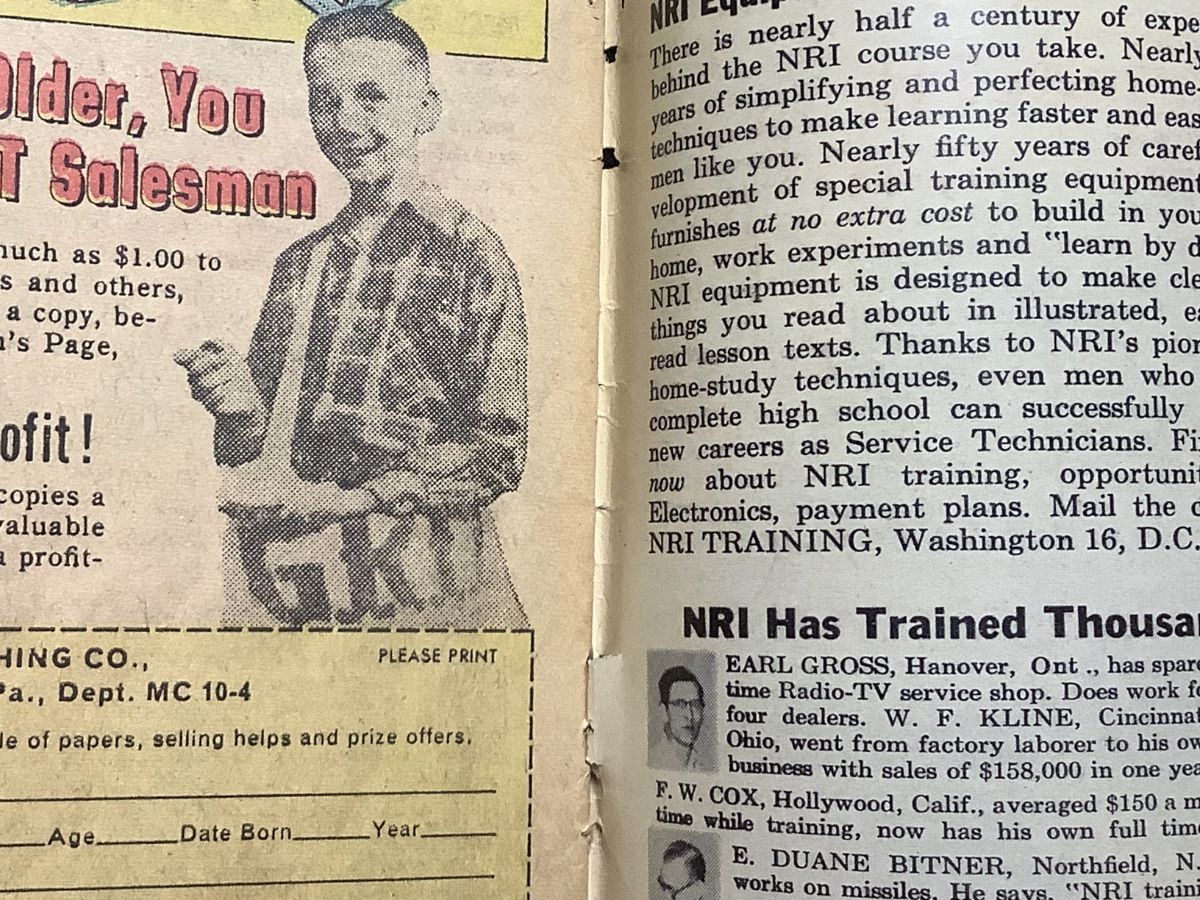 Older, You
T Salesman
much as $1.00 to
s and others,
a copy, be-
n's Page,
ofit!
copies a
valuable
a profit-
HING CO.,
PLEASE PRINT
Pa., Dept. MC 10-4
le of papers, selling helps and prize offers.
Age Date Born Year
GRIT
NRI Equip
There is nearly half a century of expe
behind the NRI course you take. Nearly
years of simplifying and perfecting home-
techniques to make learning faster and eas
men like you. Nearly fifty years of caref
velopment of special training equipment
furnishes at no extra cost to build in you
home, work experiments and "learn by d
NRI equipment is designed to make cle
things you read about in illustrated, ea
read lesson texts. Thanks to NRI's pion
home-study techniques, even men who
complete high school can successfully
new careers as Service Technicians. Fi
now about NRI training, opportunit
Electronics, payment plans. Mail the c
NRI TRAINING, Washington 16, D.C.
NRI Has Trained Thousan
EARL GROSS, Hanover, Ont ., has spare
time Radio-TV service shop. Does work fo
four dealers. W. F. KLINE, Cincinnat
Ohio, went from factory laborer to his ow
business with sales of $158,000 in one yea
F. W. COX, Hollywood, Calif., averaged $150 a m
time while training, now has his own full time
E. DUANE BITNER, Northfield, N.
works on missiles. He says, "NRI traini